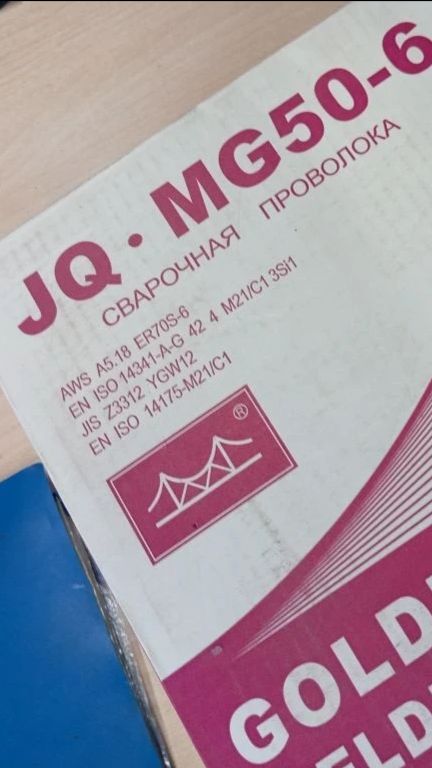 JQ·MG50-6
СВАРОЧНАЯ ПРОВОЛОКА
AWS A5.18 ER70S-6
EN ISO 14341-A-G 42 4 M21/C1 3Si1
JIS Z3312 YGW12
EN ISO 14175-M21/C1
®
GOLD